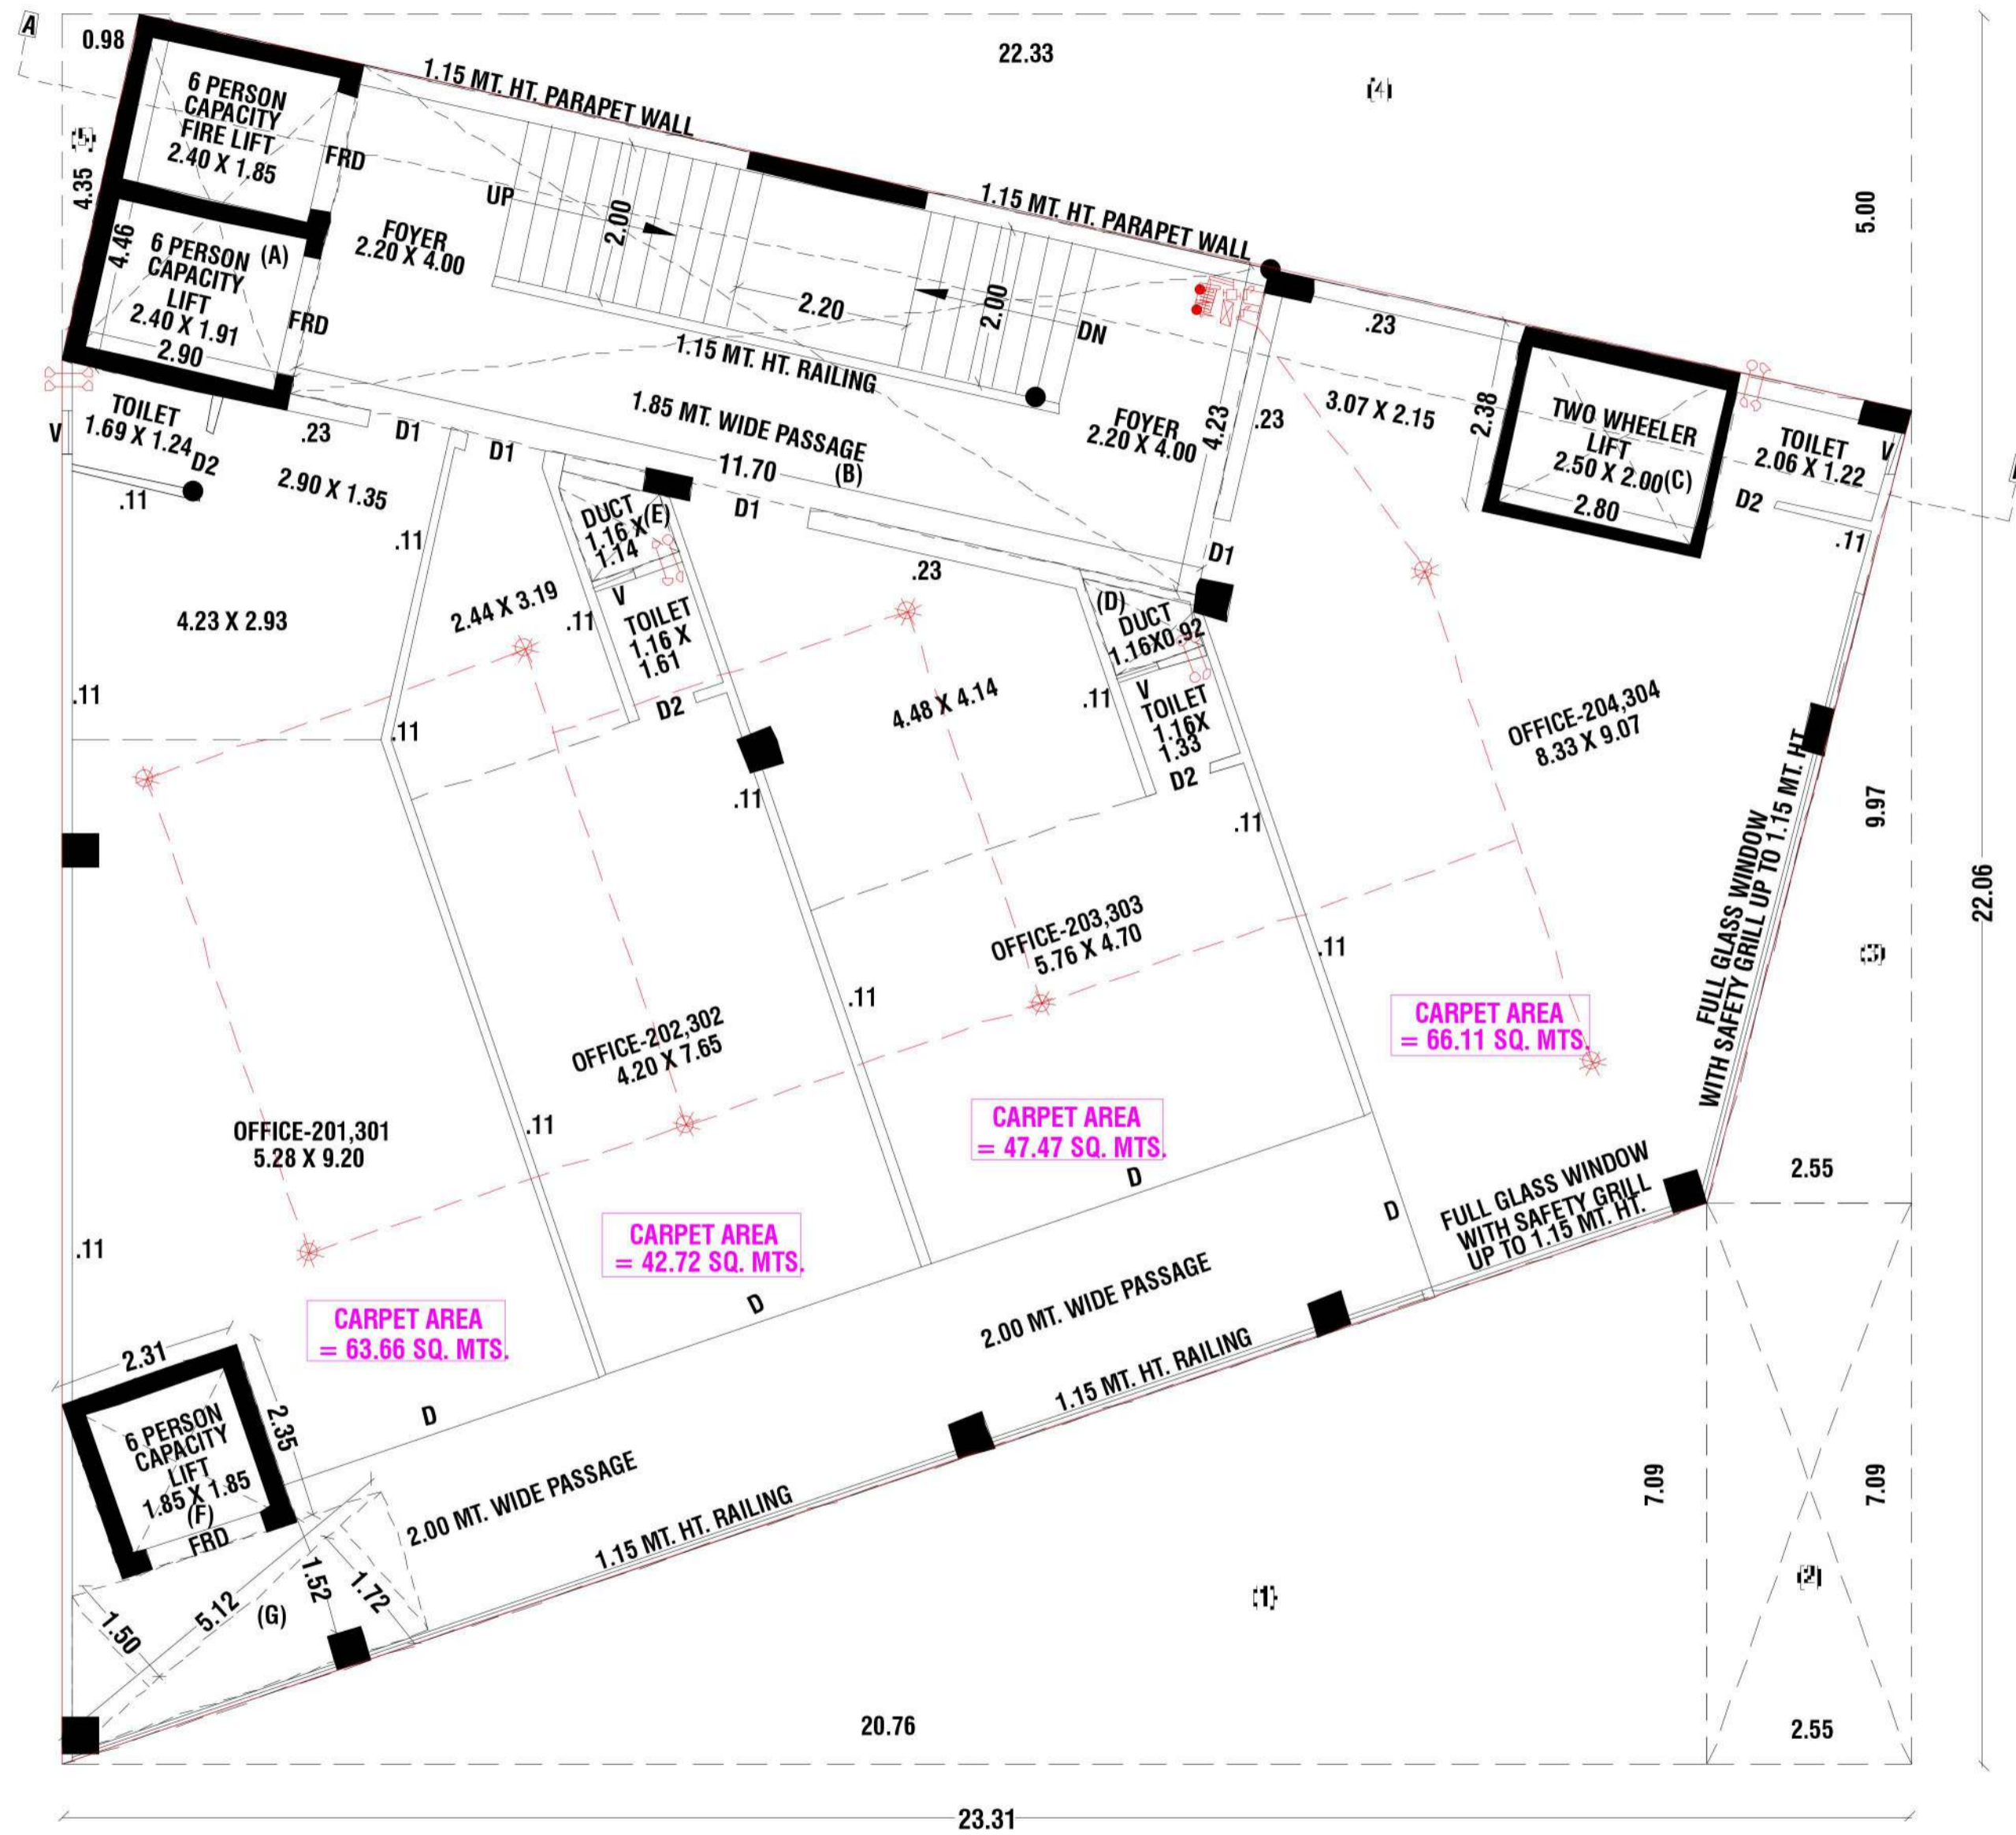 A
0.98
22.33
[4]
1.15 MT. HT. PARAPET WALL
6 PERSON
CAPACITY
FIRE LIFT
2.40 X 1.85
FRD
[5]
4.35
UP
2.00
1.15 MT. HT. PARAPET WALL
5.00
FOYER
2.20 X 4.00
4.46
6 PERSON
(A)
CAPACITY
LIFT
2.40 X 1.91
2.90
FRD
2.20
2.00
DN
1.15 MT. HT. RAILING
.23
3.07 X 2.15
2.38
TWO WHEELER
LIFT
2.50 X 2.00
(C)
2.80
TOILET
2.06 X 1.22
V
D2
.11
TOILET
1.69 X 1.24
V
D2
.11
.23
D1
D1
2.90 X 1.35
1.85 MT. WIDE PASSAGE
11.70
(B)
FOYER
2.20 X 4.00
4.23
.23
D1
DUCT
1.16 X
1.14
(E)
D1
.23
.11
4.23 X 2.93
2.44 X 3.19
.11
V
TOILET
1.16 X
1.61
D2
(D)
DUCT
1.16X0.92
V
TOILET
1.16X
1.33
D2
.11
4.48 X 4.14
.11
.11
.11
.11
OFFICE-204,304
8.33 X 9.07
FULL GLASS WINDOW
WITH SAFETY GRILL UP TO 1.15 MT. HT.
9.97
22.06
[3]
OFFICE-203,303
5.76 X 4.70
.11
.11
OFFICE-202,302
4.20 X 7.65
CARPET AREA
= 66.11 SQ. MTS.
OFFICE-201,301
5.28 X 9.20
.11
.11
CARPET AREA
= 47.47 SQ. MTS.
D
D
FULL GLASS WINDOW
WITH SAFETY GRILL
UP TO 1.15 MT. HT.
2.55
CARPET AREA
= 42.72 SQ. MTS.
D
CARPET AREA
= 63.66 SQ. MTS.
D
2.00 MT. WIDE PASSAGE
1.15 MT. HT. RAILING
2.31
2.35
6 PERSON
CAPACITY
LIFT
1.85 X 1.85
(F)
FRD
2.00 MT. WIDE PASSAGE
1.15 MT. HT. RAILING
7.09
7.09
1.50
5.12
(G)
1.52
1.72
[1]
[2]
20.76
2.55
23.31